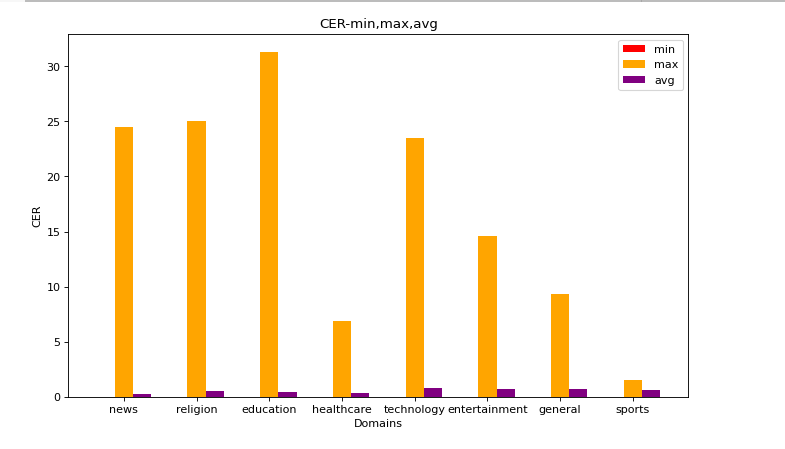 CER-min,max,avg
min
max
avg
30
25
20
15
10
5
0
CER
news religion education healthcare technology entertainment general sports
Domains